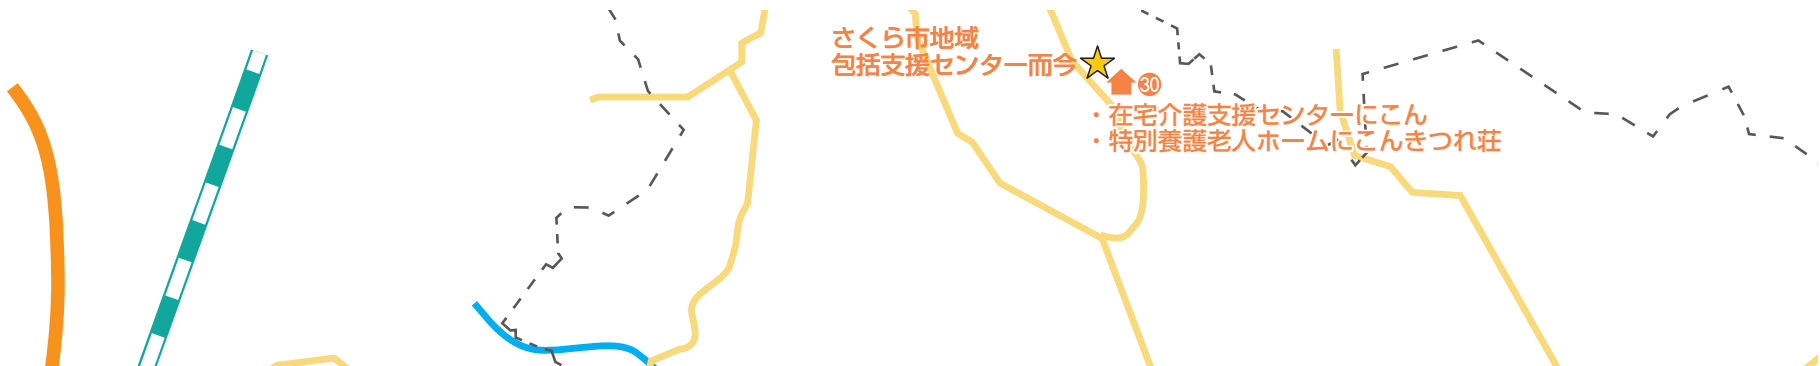 さくら市地域
包括支援センター而今
30
・在宅介護支援センターにこん
・特別養護老人ホームにこんきつれ荘